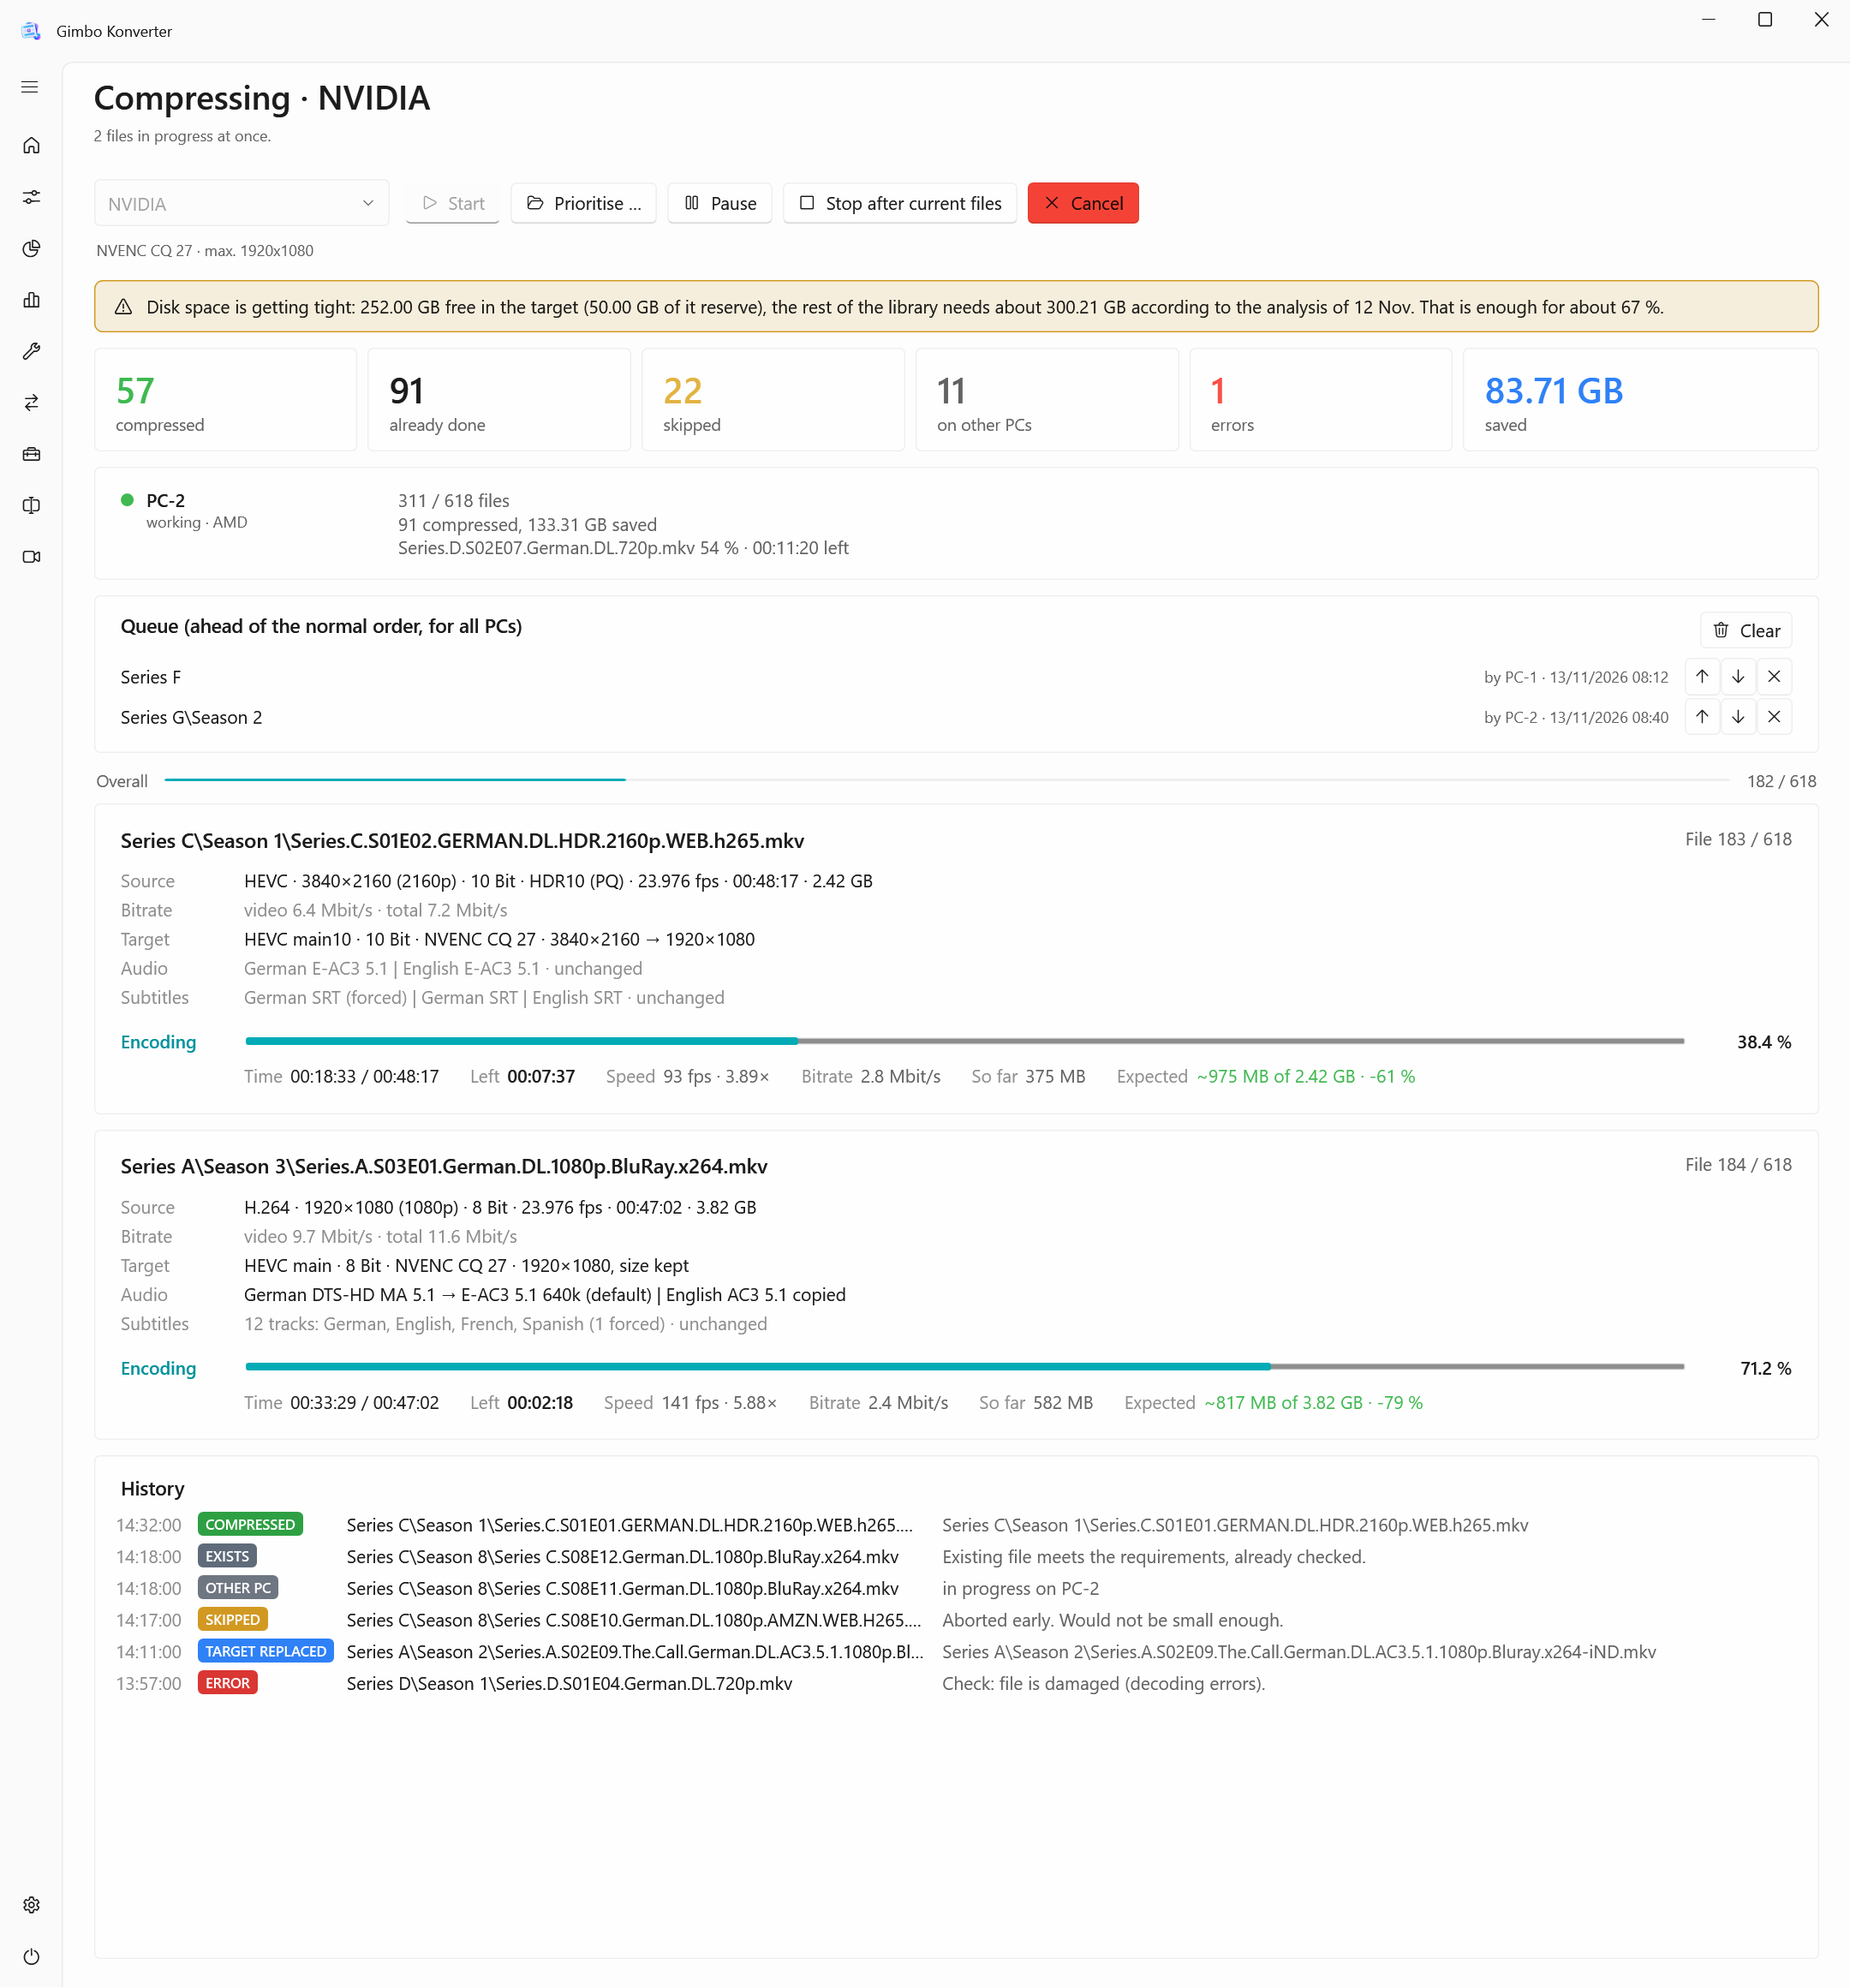 Gimbo Konverter
Compressing · NVIDIA
2 files in progress at once.
NVIDIA
Start
Prioritise ...
Pause
Stop after current files
Cancel
NVENC CQ 27 · max. 1920x1080
Disk space is getting tight: 252.00 GB free in the target (50.00 GB of it reserve), the rest of the library needs about 300.21 GB according to the analysis of 12 Nov. That is enough for about 67 %.
57
compressed
91
already done
22
skipped
11
on other PCs
1
errors
83.71 GB
saved
PC-2
working · AMD
311 / 618 files
91 compressed, 133.31 GB saved
Series.D.S02E07.German.DL.720p.mkv 54 % · 00:11:20 left
Queue (ahead of the normal order, for all PCs)
Clear
Series F by PC-1 · 13/11/2026 08:12
Series G\Season 2 by PC-2 · 13/11/2026 08:40
Overall 182 / 618
Series C\Season 1\Series.C.S01E02.GERMAN.DL.HDR.2160p.WEB.h265.mkv File 183 / 618
Source HEVC · 3840×2160 (2160p) · 10 Bit · HDR10 (PQ) · 23.976 fps · 00:48:17 · 2.42 GB
Bitrate video 6.4 Mbit/s · total 7.2 Mbit/s
Target HEVC main10 · 10 Bit · NVENC CQ 27 · 3840×2160 → 1920×1080
Audio German E-AC3 5.1 | English E-AC3 5.1 · unchanged
Subtitles German SRT (forced) | German SRT | English SRT · unchanged
Encoding 38.4 %
Time 00:18:33 / 00:48:17 Left 00:07:37 Speed 93 fps · 3.89× Bitrate 2.8 Mbit/s So far 375 MB Expected ~975 MB of 2.42 GB · -61 %
Series A\Season 3\Series.A.S03E01.German.DL.1080p.BluRay.x264.mkv File 184 / 618
Source H.264 · 1920×1080 (1080p) · 8 Bit · 23.976 fps · 00:47:02 · 3.82 GB
Bitrate video 9.7 Mbit/s · total 11.6 Mbit/s
Target HEVC main · 8 Bit · NVENC CQ 27 · 1920×1080, size kept
Audio German DTS-HD MA 5.1 → E-AC3 5.1 640k (default) | English AC3 5.1 copied
Subtitles 12 tracks: German, English, French, Spanish (1 forced) · unchanged
Encoding 71.2 %
Time 00:33:29 / 00:47:02 Left 00:02:18 Speed 141 fps · 5.88× Bitrate 2.4 Mbit/s So far 582 MB Expected ~817 MB of 3.82 GB · -79 %
History
14:32:00 COMPRESSED Series C\Season 1\Series.C.S01E01.GERMAN.DL.HDR.2160p.WEB.h265.... Series C\Season 1\Series.C.S01E01.GERMAN.DL.HDR.2160p.WEB.h265.mkv
14:18:00 EXISTS Series C\Season 8\Series C.S08E12.German.DL.1080p.BluRay.x264.mkv Existing file meets the requirements, already checked.
14:18:00 OTHER PC Series C\Season 8\Series C.S08E11.German.DL.1080p.BluRay.x264.mkv in progress on PC-2
14:17:00 SKIPPED Series C\Season 8\Series C.S08E10.German.DL.1080p.AMZN.WEB.H265.... Aborted early. Would not be small enough.
14:11:00 TARGET REPLACED Series A\Season 2\Series.A.S02E09.The.Call.German.DL.AC3.5.1.1080p.Bl... Series A\Season 2\Series.A.S02E09.The.Call.German.DL.AC3.5.1.1080p.Bluray.x264-iND.mkv
13:57:00 ERROR Series D\Season 1\Series.D.S01E04.German.DL.720p.mkv Check: file is damaged (decoding errors).